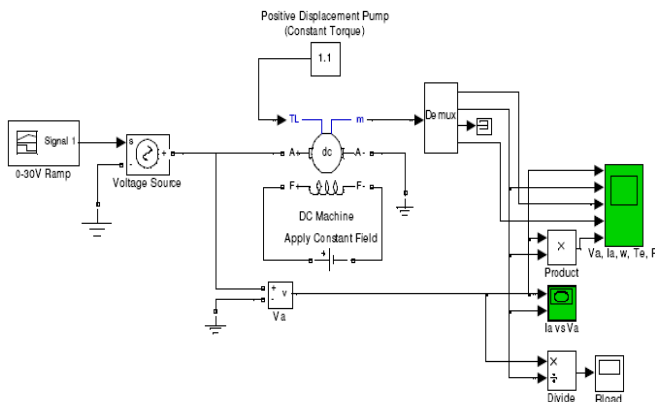 Positive Displacement Pump
(Constant Torque)
1.1
Signal 1
0-30V Ramp
s
-
+
Voltage Source
TL
m
A+
dc
A-
F+
F-
DC Machine
Apply Constant Field
+
Demux
+
-
v
Va
×
Product
Va, Ia, w, Te, P
Ia vs Va
×
÷
Divide
Rload